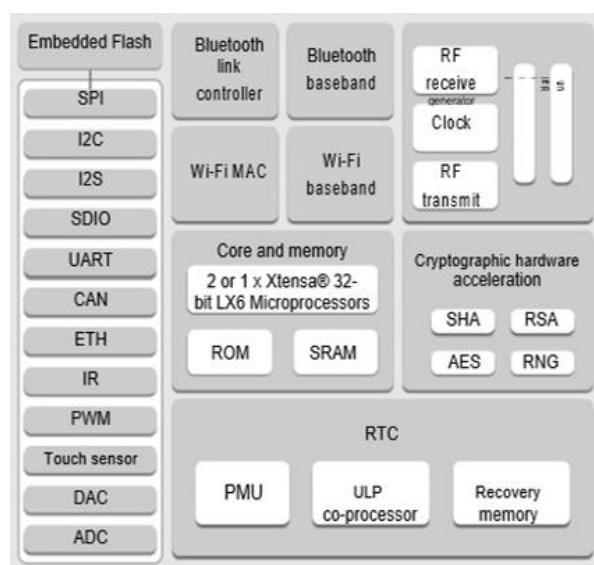 Embedded Flash
SPI
I2C
I2S
SDIO
UART
CAN
ETH
IR
PWM
Touch sensor
DAC
ADC
Bluetooth
link
controller
Bluetooth
baseband
Wi-Fi MAC
Wi-Fi
baseband
RF
receive
generator
Clock
RF
transmit
Core and memory
2 or 1 x Xtensa® 32-
bit LX6 Microprocessors
ROM
SRAM
Cryptographic hardware
acceleration
SHA
RSA
AES
RNG
RTC
PMU
ULP
co-processor
Recovery
memory